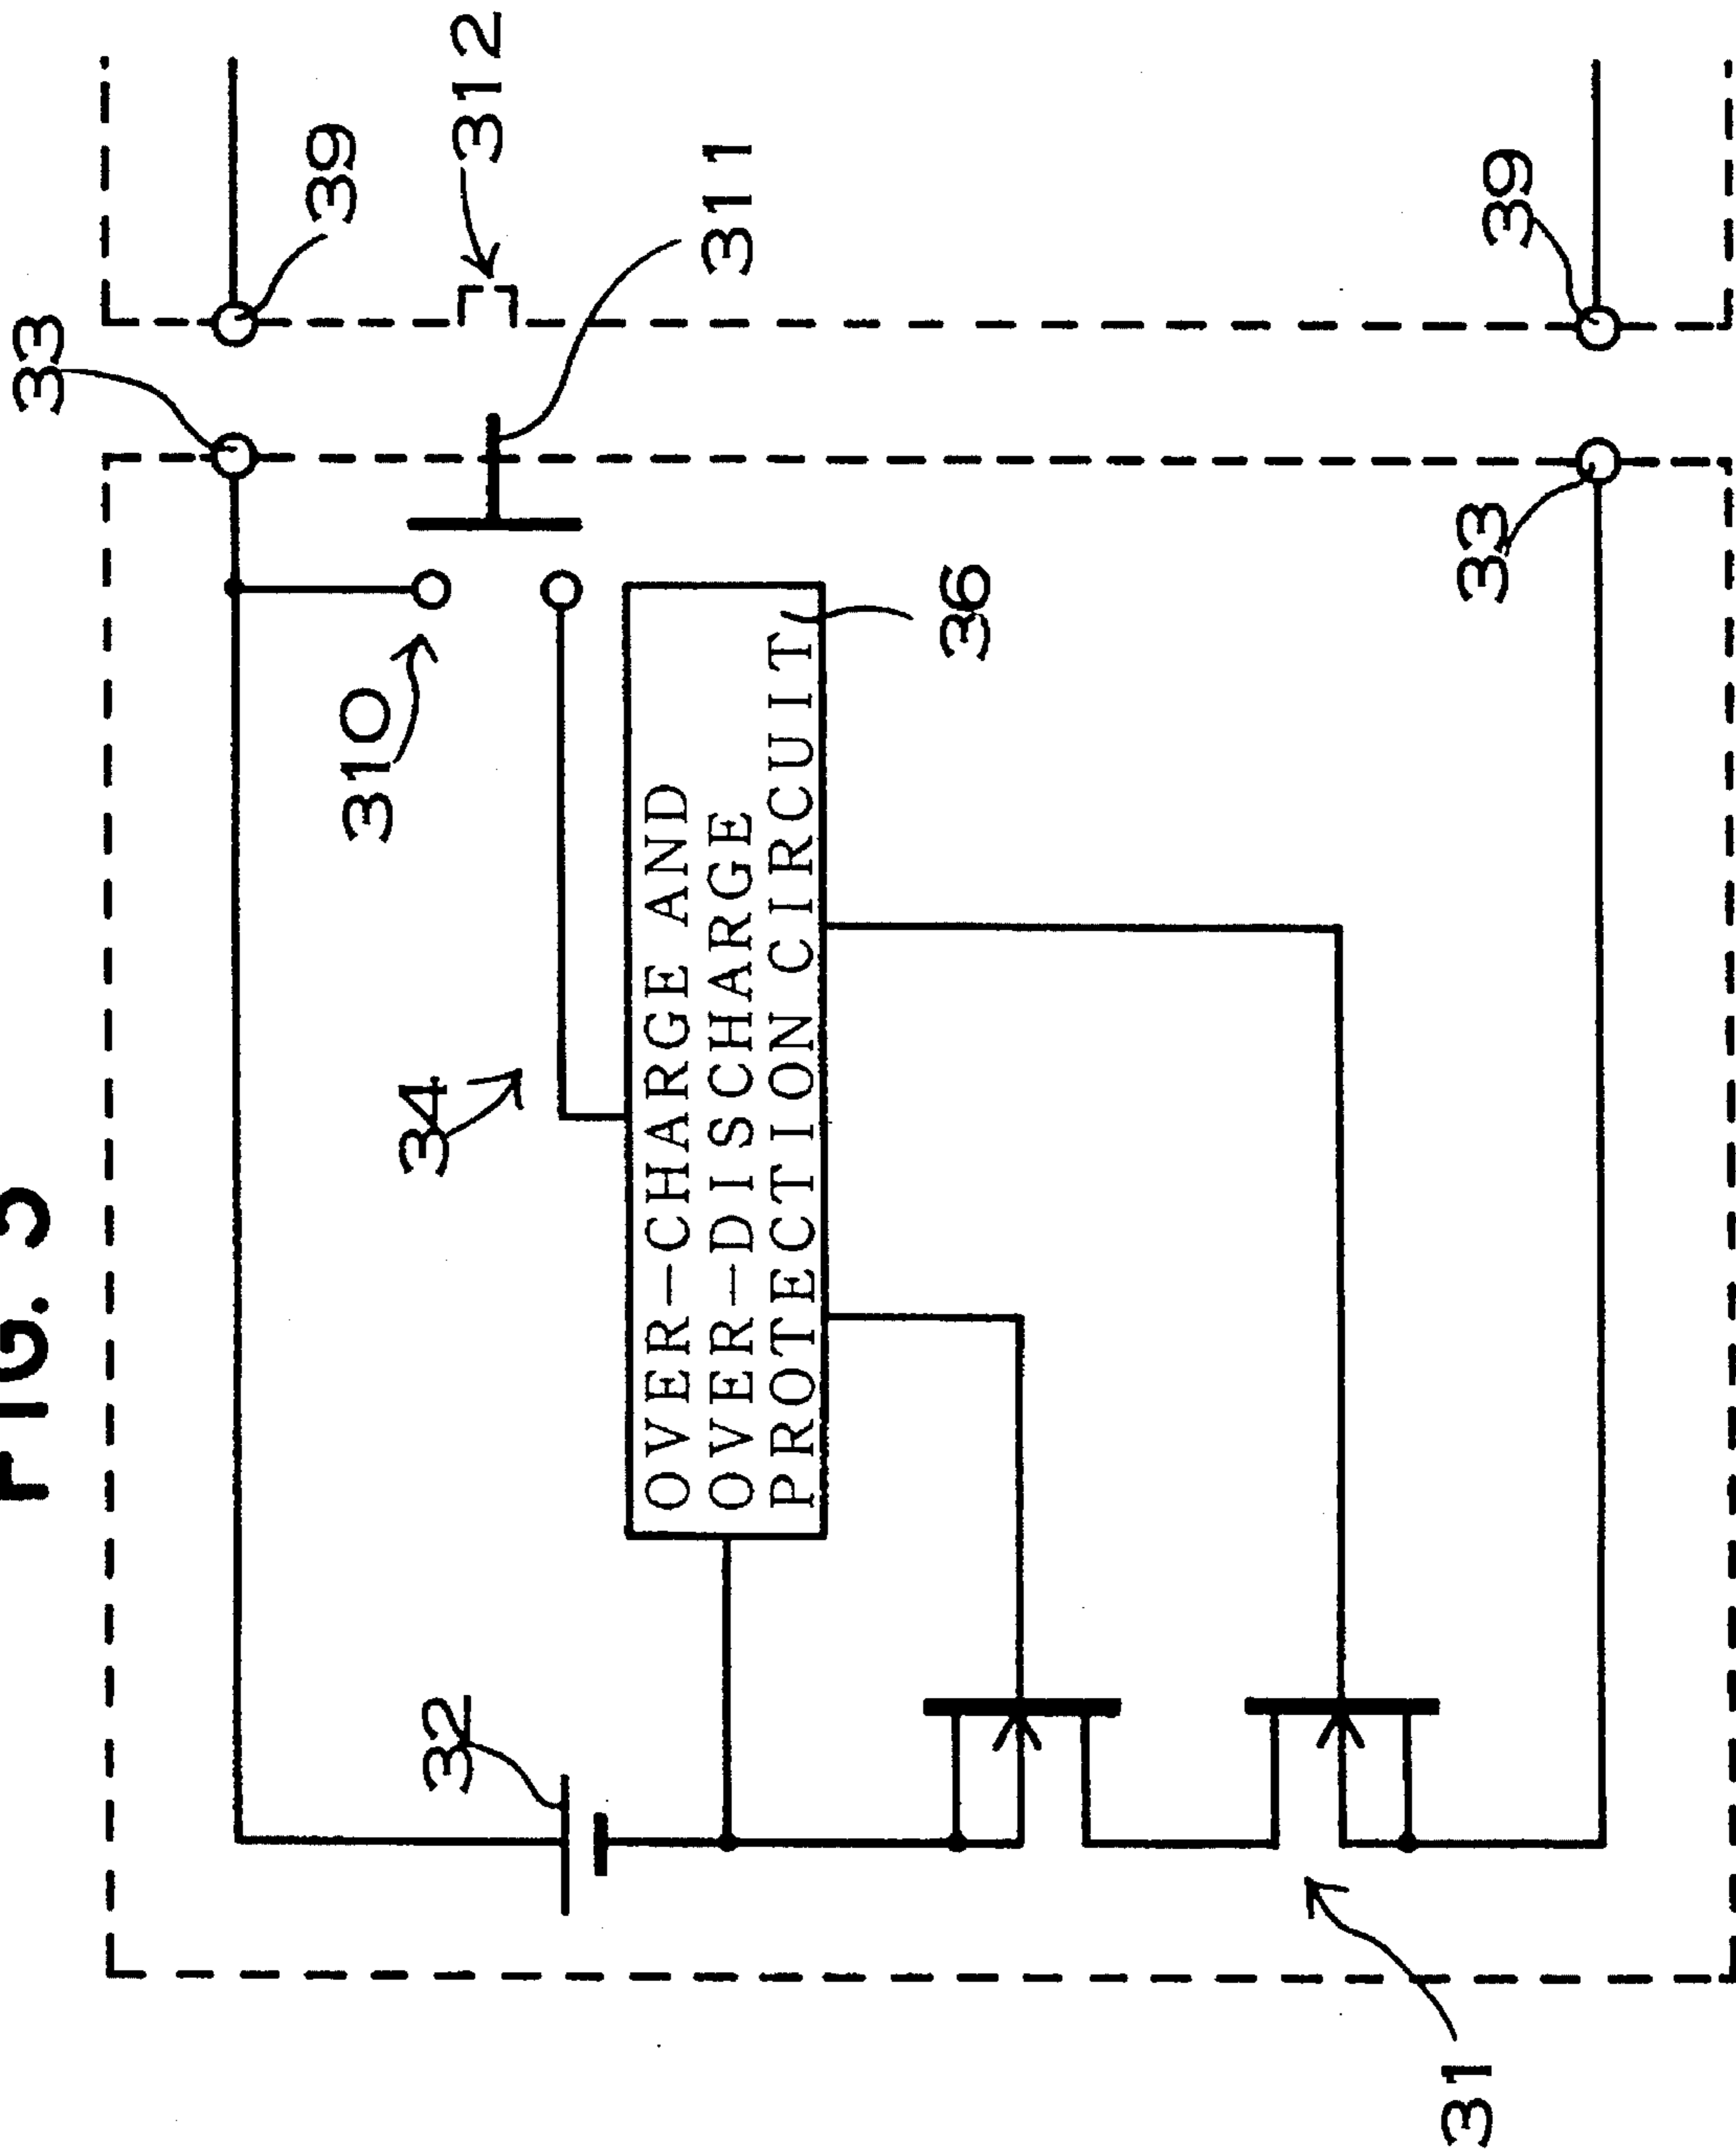 FIG.
33
39
310
34
32
312
OVER-CHARGE AND
OVER-DISCHARGE
PROTECTION CIRCUIT
311
36
31
33
39